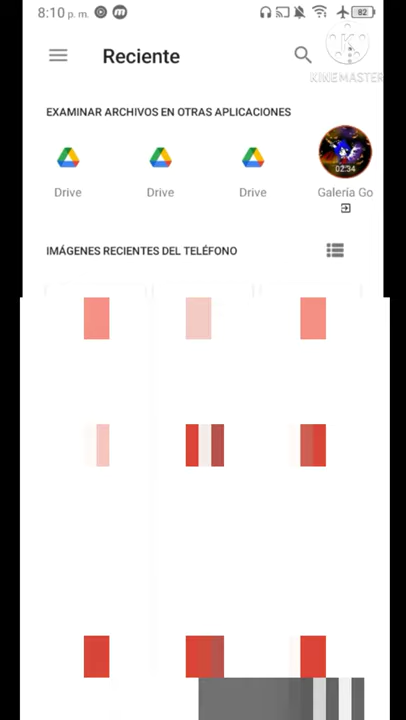 8:10 p. m.
82
Reciente
KINEMASTER
EXAMINAR ARCHIVOS EN OTRAS APLICACIONES
02:34
Drive
Drive
Drive
Galería Go
IMÁGENES RECIENTES DEL TELÉFONO